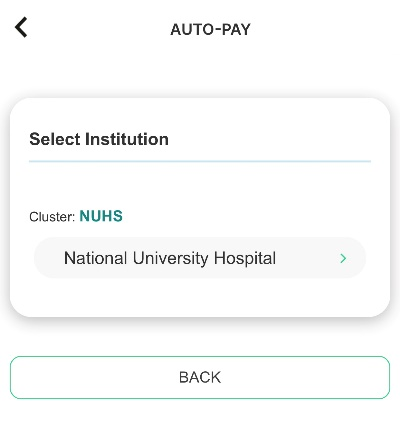 AUTO-PAY
Select Institution
Cluster: NUHS
National University Hospital
BACK